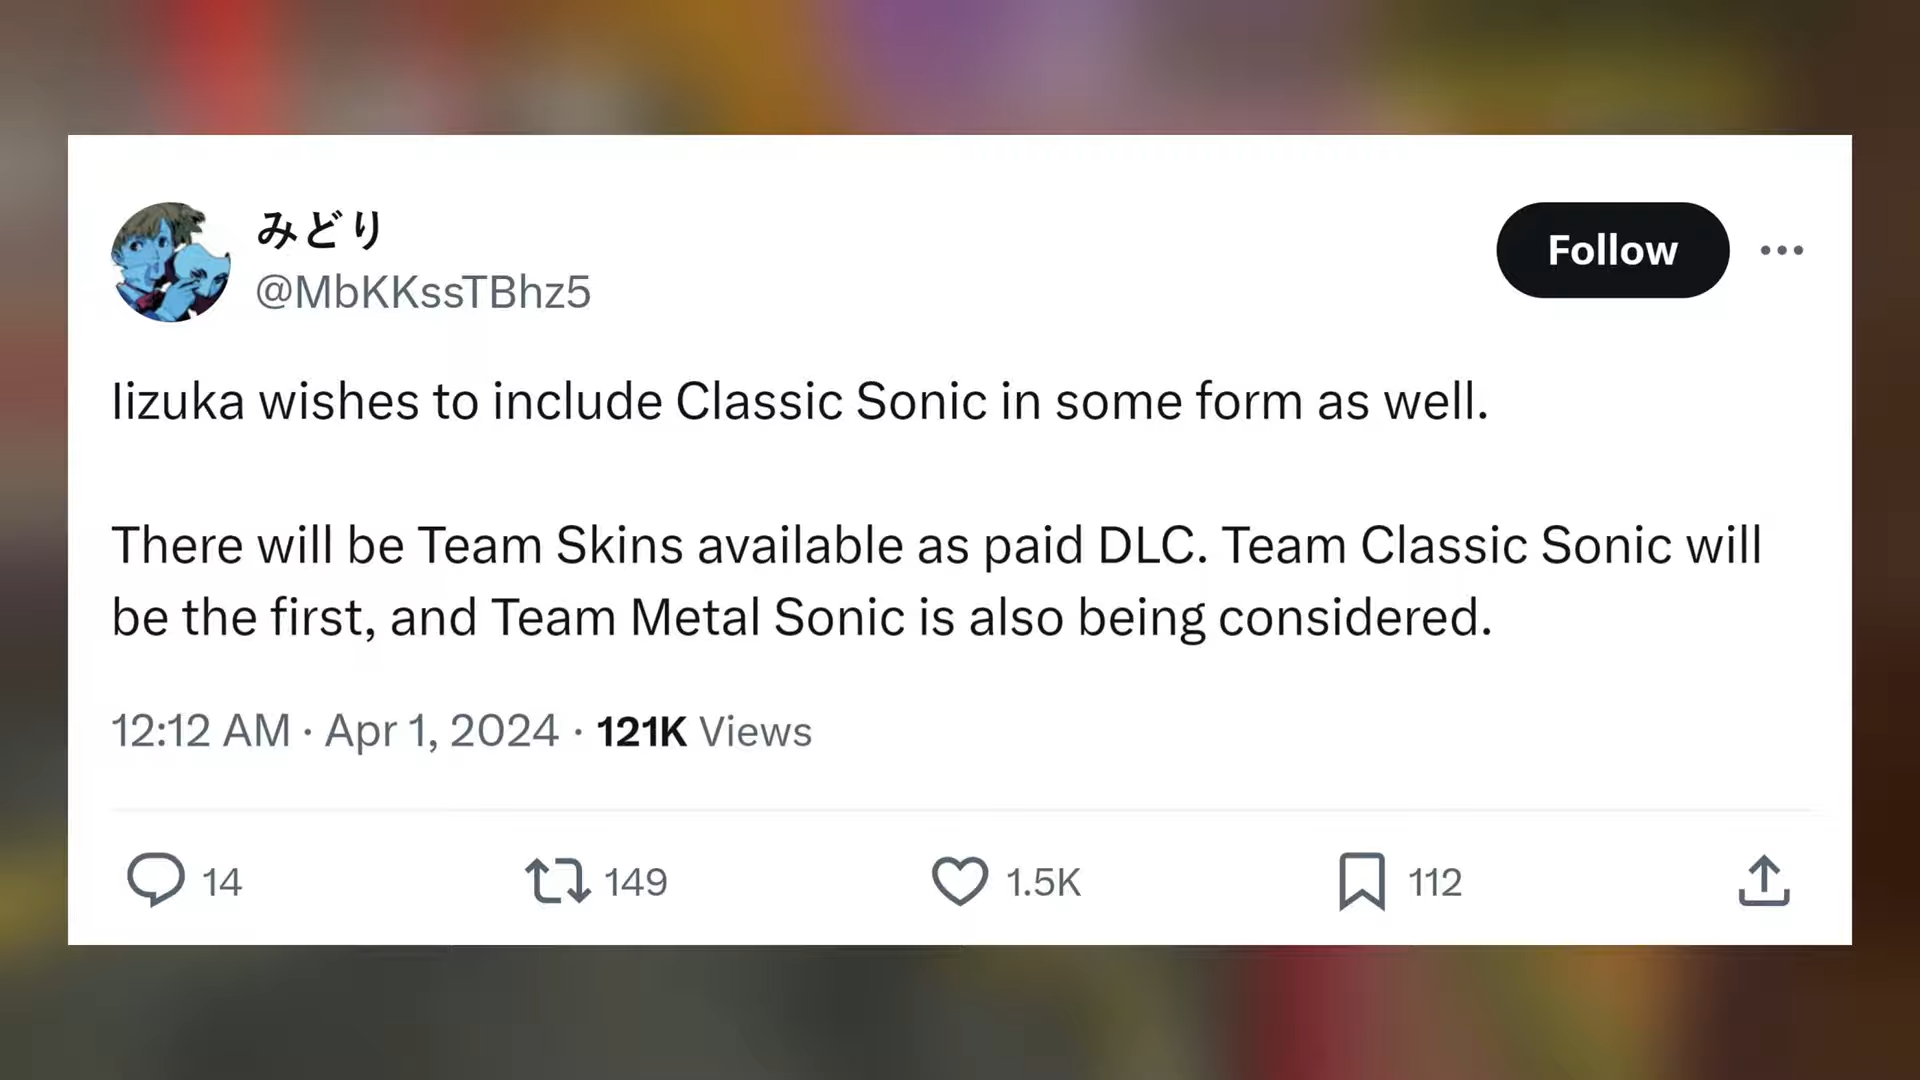 みどり
@MbKKssTBhz5
Follow
Iizuka wishes to include Classic Sonic in some form as well.
There will be Team Skins available as paid DLC. Team Classic Sonic will
be the first, and Team Metal Sonic is also being considered.
12:12 AM · Apr 1, 2024 · 121K Views
14 149 1.5K 112